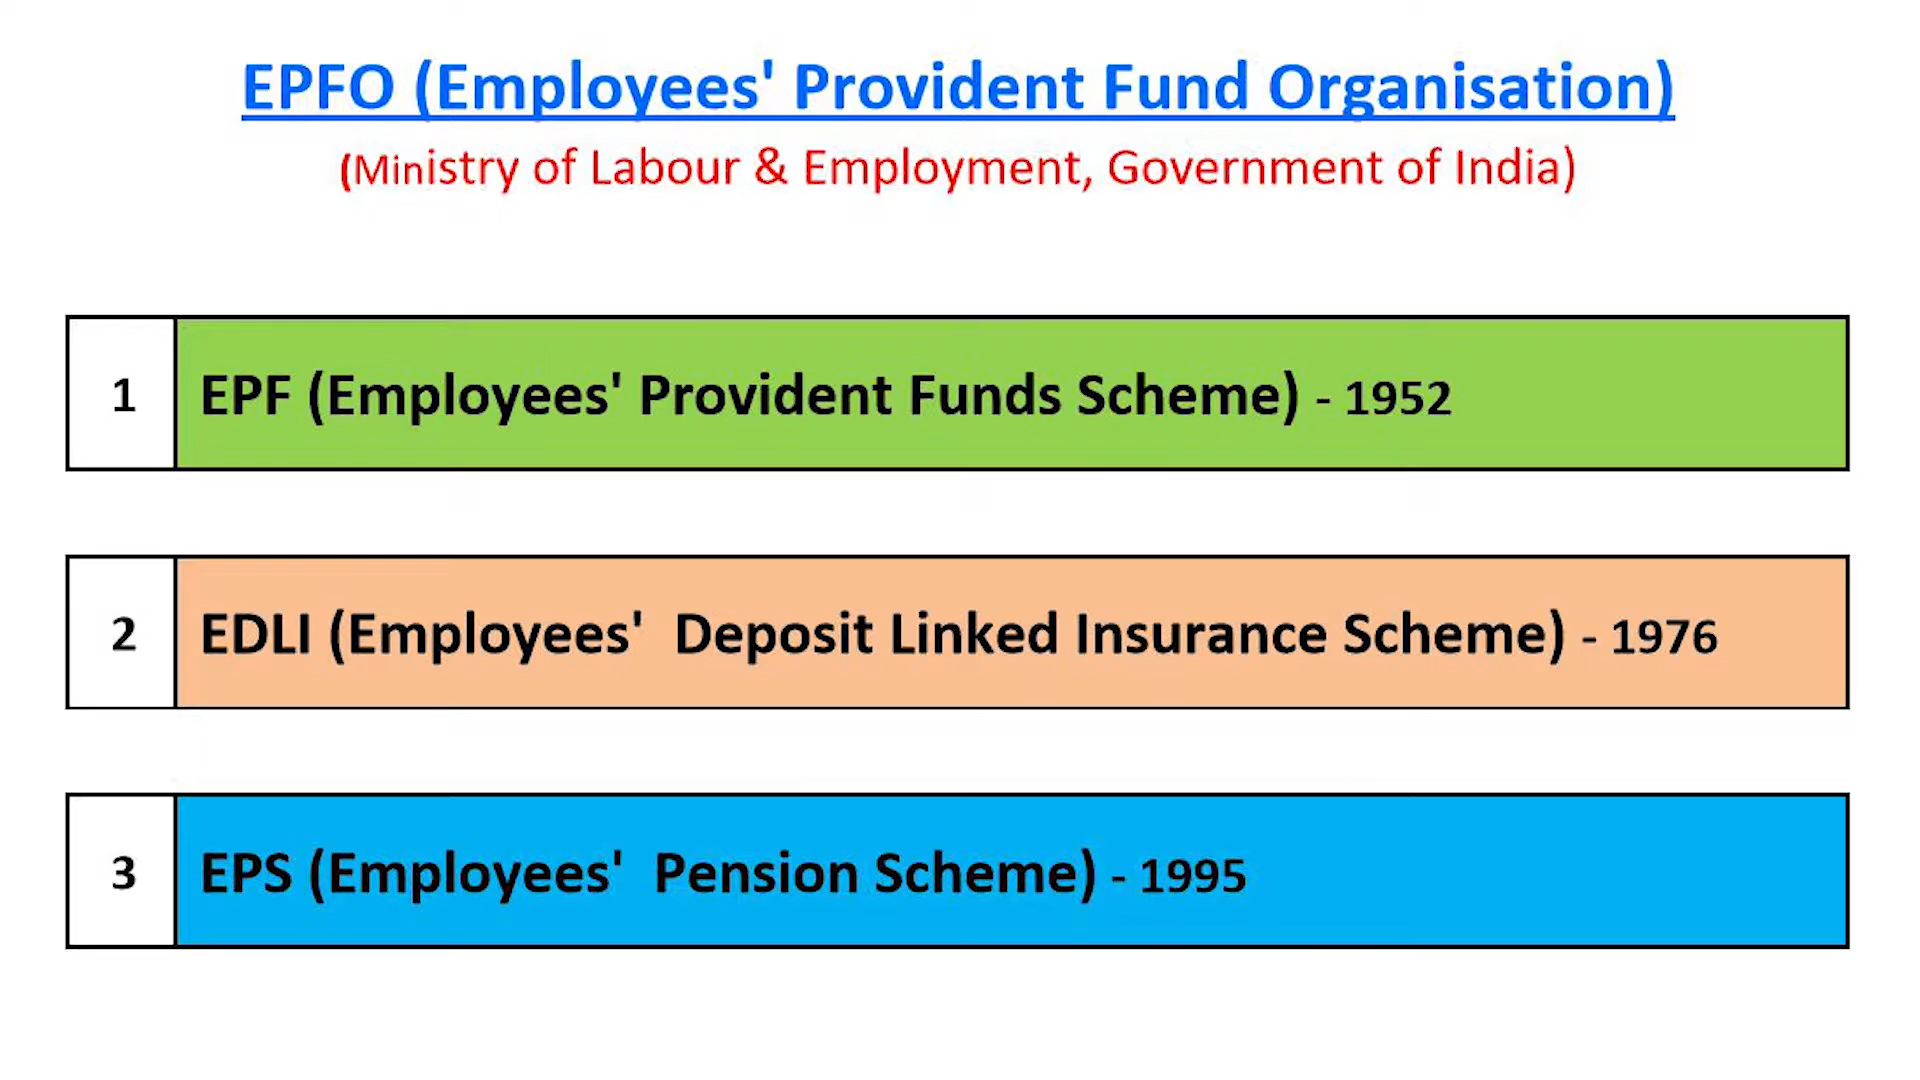 EPFO (Employees' Provident Fund Organisation)
(Ministry of Labour & Employment, Government of India)
1 EPF (Employees' Provident Funds Scheme) - 1952
2 EDLI (Employees' Deposit Linked Insurance Scheme) - 1976
3 EPS (Employees' Pension Scheme) - 1995